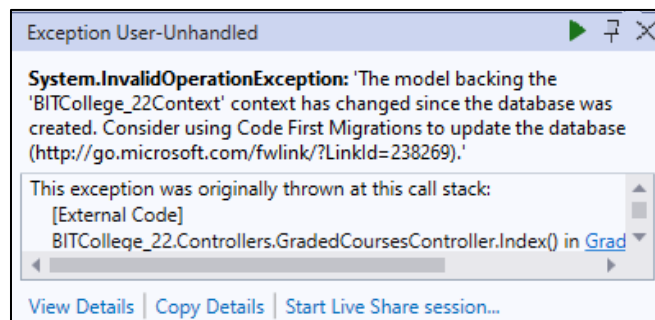 Exception User-Unhandled
System.InvalidOperationException: 'The model backing the
'BITCollege_22Context' context has changed since the database was
created. Consider using Code First Migrations to update the database
(http://go.microsoft.com/fwlink/?LinkId=238269).'
This exception was originally thrown at this call stack:
[External Code]
BITCollege_22.Controllers.GradedCoursesController.Index() in Grad
View Details | Copy Details | Start Live Share session...